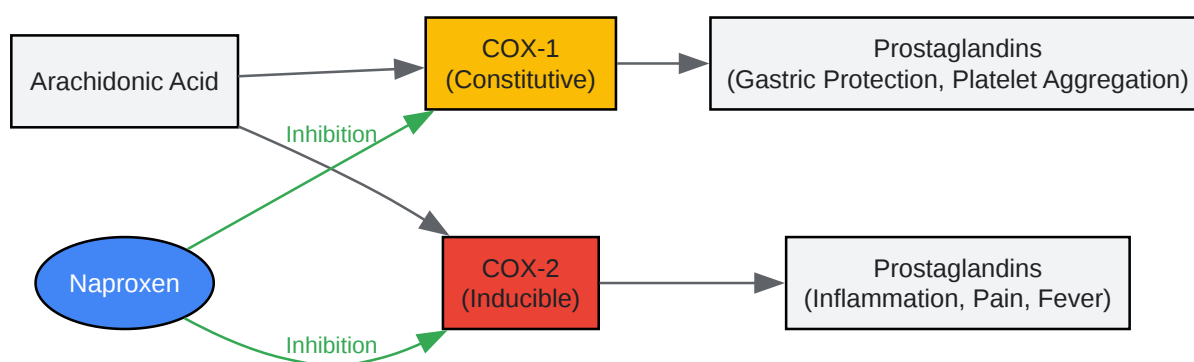 Arachidonic Acid
COX-1
(Constitutive)
Prostaglandins
(Gastric Protection, Platelet Aggregation)
Inhibition
Naproxen
COX-2
(Inducible)
Prostaglandins
(Inflammation, Pain, Fever)
Inhibition